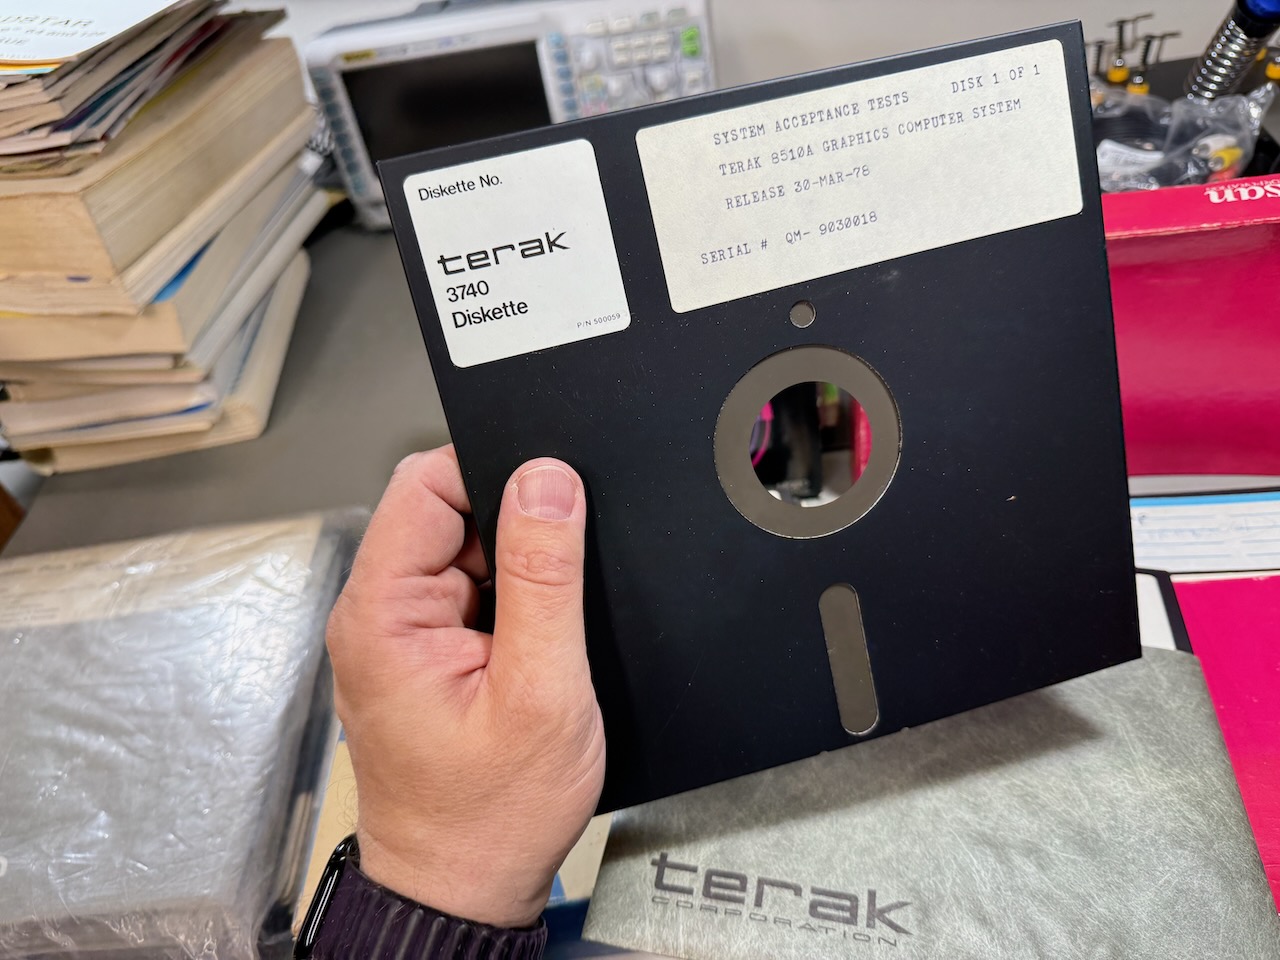 Diskette No.
terak
3740
Diskette
P/N 500059
SYSTEM ACCEPTANCE TESTS DISK 1 OF 1
TERAK 8510A GRAPHICS COMPUTER SYSTEM
RELEASE 30-MAR-78
SERIAL # QM- 9030018
san
terak
CORPORATION